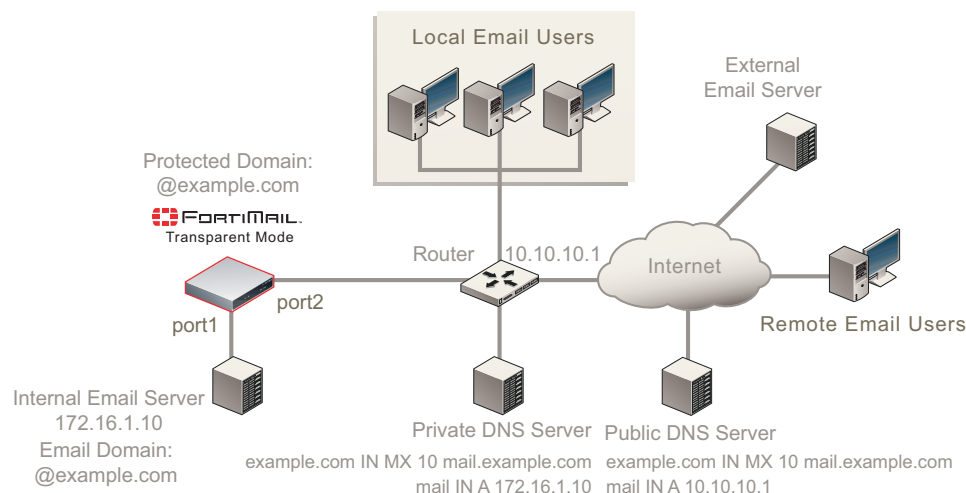 Local Email Users
External
Email Server
Protected Domain:
@example.com
FORTIMAIL
Transparent Mode
Router
10.10.10.1
Internet
port2
port1
Remote Email Users
Internal Email Server
172.16.1.10
Email Domain:
@example.com
Private DNS Server
example.com IN MX 10 mail.example.com
mail IN A 172.16.1.10
Public DNS Server
example.com IN MX 10 mail.example.com
mail IN A 10.10.10.1